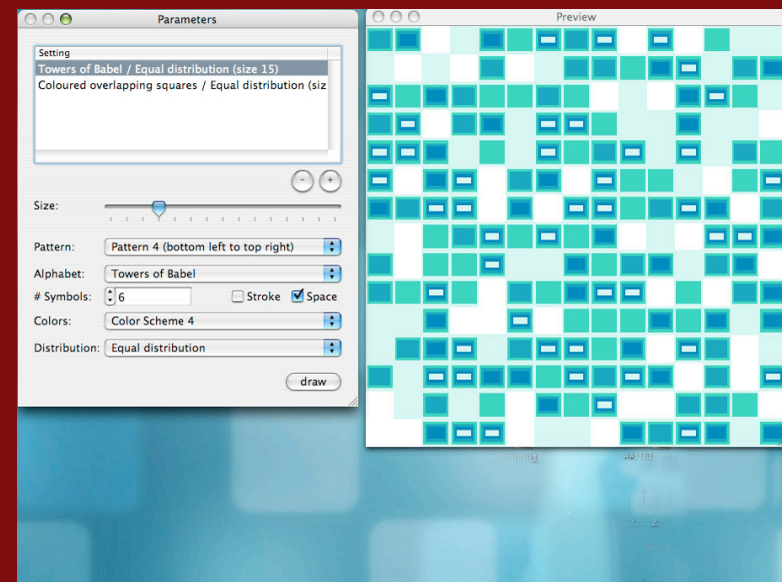 Parameters
Setting
Towers of Babel / Equal distribution (size 15)
Coloured overlapping squares / Equal distribution (siz
- +
Size:
Pattern: Pattern 4 (bottom left to top right)
Alphabet: Towers of Babel
# Symbols: 6 Stroke Space
Colors: Color Scheme 4
Distribution: Equal distribution
draw
Preview